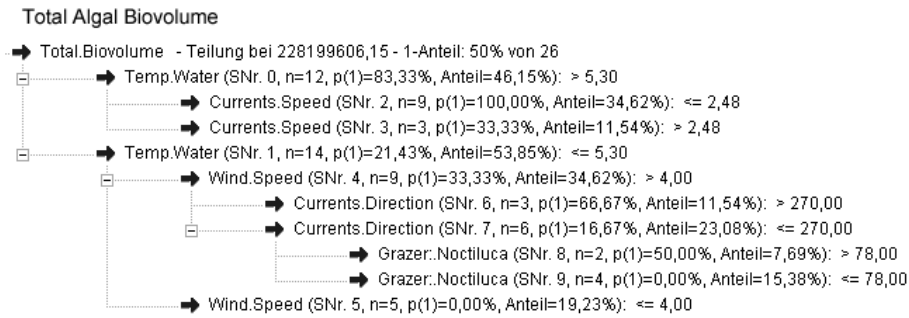 Total Algal Biovolume
Total.Biovolume - Teilung bei 228199606,15 - 1-Anteil: 50% von 26
Temp.Water (SNr. 0, n=12, p(1)=83,33%, Anteil=46,15%): > 5,30
Currents.Speed (SNr. 2, n=9, p(1)=100,00%, Anteil=34,62%): <= 2,48
Currents.Speed (SNr. 3, n=3, p(1)=33,33%, Anteil=11,54%): > 2,48
Temp.Water (SNr. 1, n=14, p(1)=21,43%, Anteil=53,85%): <= 5,30
Wind.Speed (SNr. 4, n=9, p(1)=33,33%, Anteil=34,62%): > 4,00
Currents.Direction (SNr. 6, n=3, p(1)=66,67%, Anteil=11,54%): > 270,00
Currents.Direction (SNr. 7, n=6, p(1)=16,67%, Anteil=23,08%): <= 270,00
Grazer:.Noctiluca (SNr. 8, n=2, p(1)=50,00%, Anteil=7,69%): > 78,00
Grazer:.Noctiluca (SNr. 9, n=4, p(1)=0,00%, Anteil=15,38%): <= 78,00
Wind.Speed (SNr. 5, n=5, p(1)=0,00%, Anteil=19,23%): <= 4,00